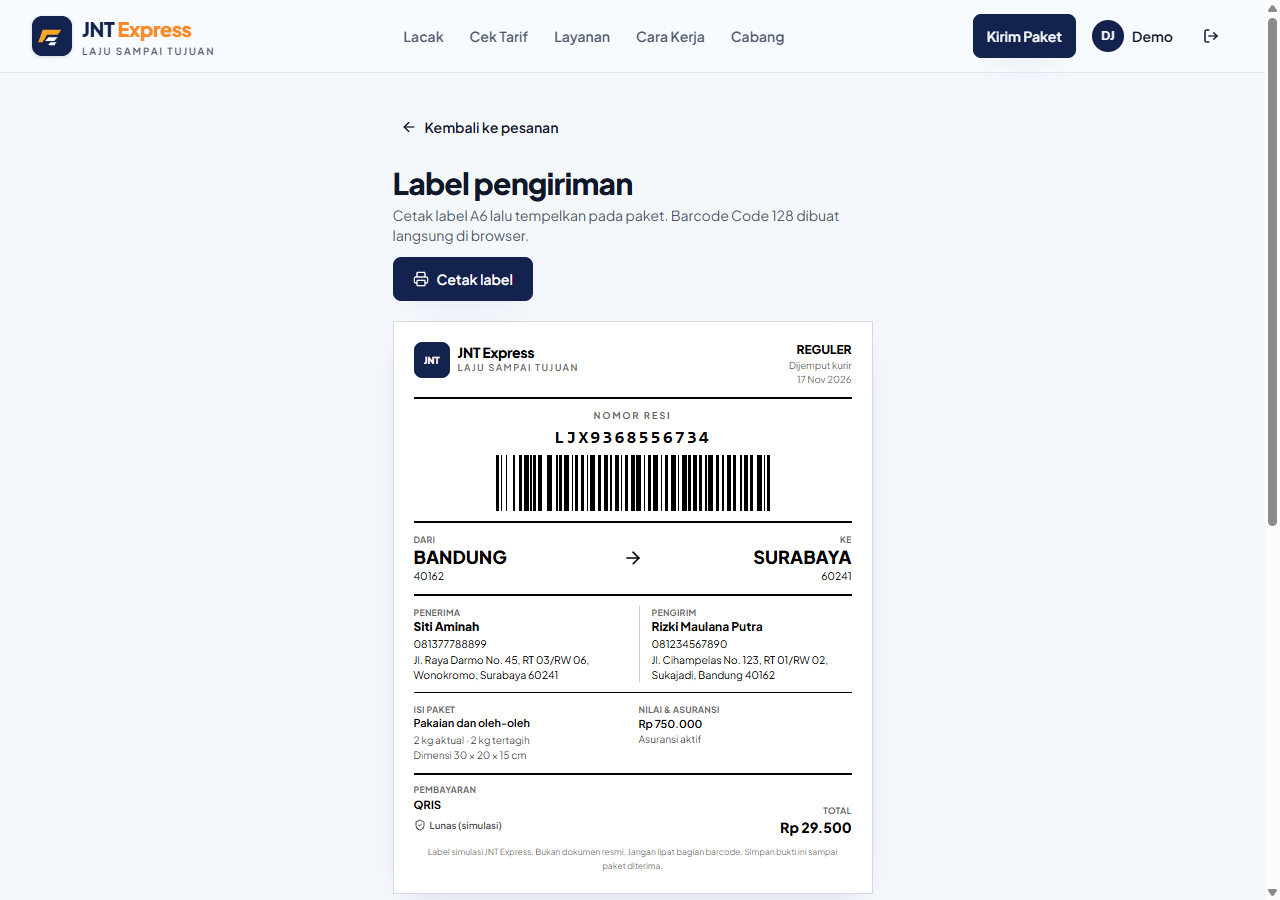 JNT Express
LAJU SAMPAI TUJUAN
Lacak
Cek Tarif
Layanan
Cara Kerja
Cabang
Kirim Paket
DJ
Demo
Kembali ke pesanan
Label pengiriman
Cetak label A6 lalu tempelkan pada paket. Barcode Code 128 dibuat
langsung di browser.
Cetak label
JNT
JNT Express
LAJU SAMPAI TUJUAN
REGULER
Dijemput kurir
17 Nov 2026
NOMOR RESI
LJX9368556734
DARI
BANDUNG
40162
KE
SURABAYA
60241
PENERIMA
Siti Aminah
081377788899
Jl. Raya Darmo No. 45, RT 03/RW 06,
Wonokromo, Surabaya 60241
PENGIRIM
Rizki Maulana Putra
081234567890
Jl. Cihampelas No. 123, RT 01/RW 02,
Sukajadi, Bandung 40162
ISI PAKET
Pakaian dan oleh-oleh
2 kg aktual · 2 kg tertagih
Dimensi 30 × 20 × 15 cm
NILAI & ASURANSI
Rp 750.000
Asuransi aktif
PEMBAYARAN
QRIS
Lunas (simulasi)
TOTAL
Rp 29.500
Label simulasi JNT Express. Bukan dokumen resmi. Jangan lipat bagian barcode. Simpan bukti ini sampai
paket diterima.